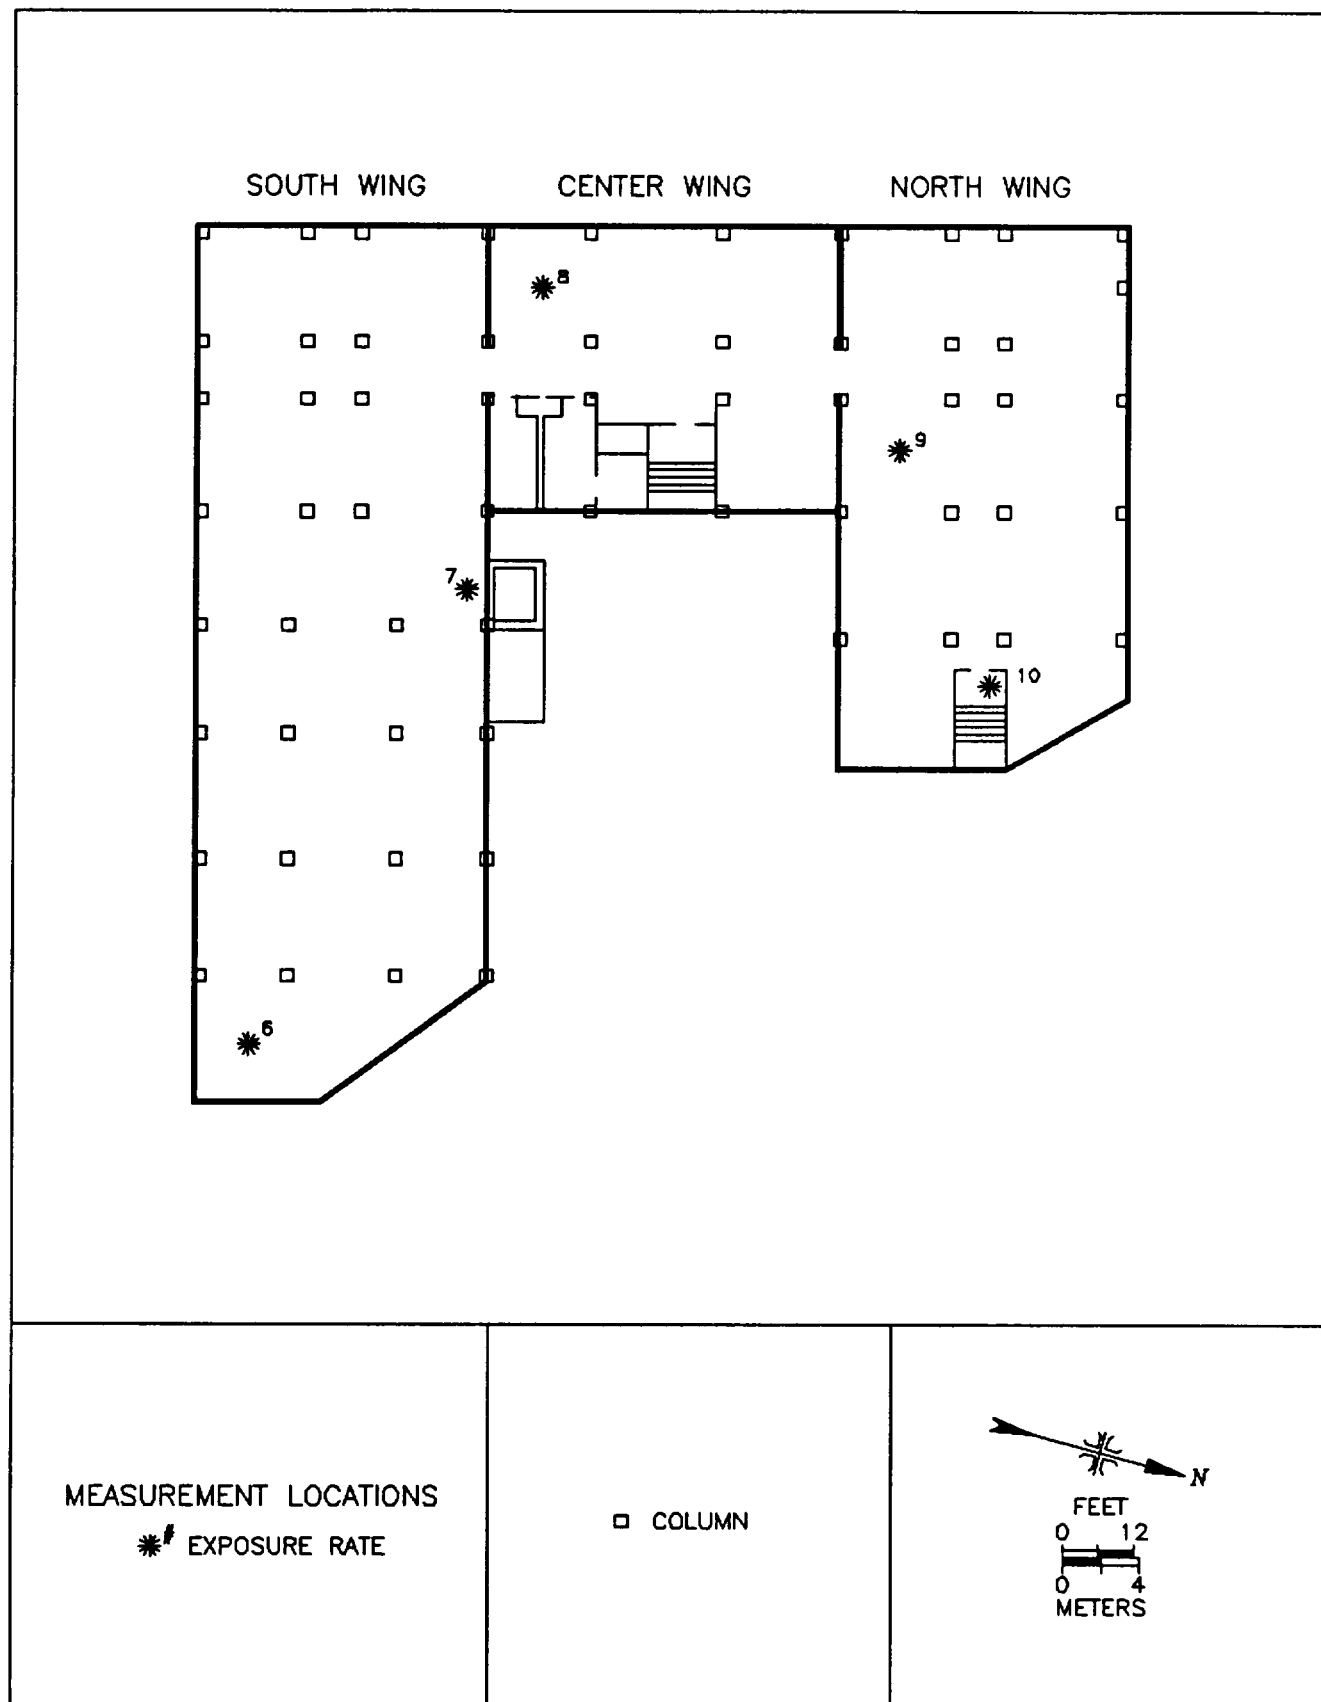 SOUTH WING CENTER WING NORTH WING
8
9
7
10
6
MEASUREMENT LOCATIONS
# EXPOSURE RATE
COLUMN
N
FEET
0 12
0 4
METERS